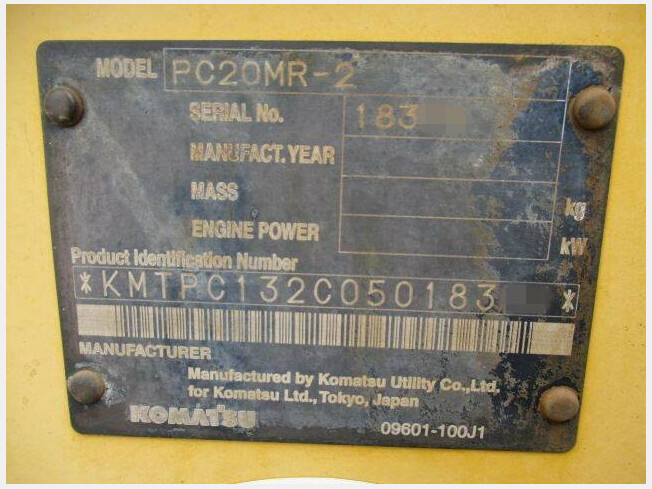 MODEL PC20MR-2
SERIAL No. 183
MANUFACT. YEAR
MASS kg
ENGINE POWER kW
Product Identification Number
*KMTPC132C050183 *
MANUFACTURER
Manufactured by Komatsu Utility Co.,Ltd.
for Komatsu Ltd., Tokyo, Japan
KOMATSU
09601-100J1